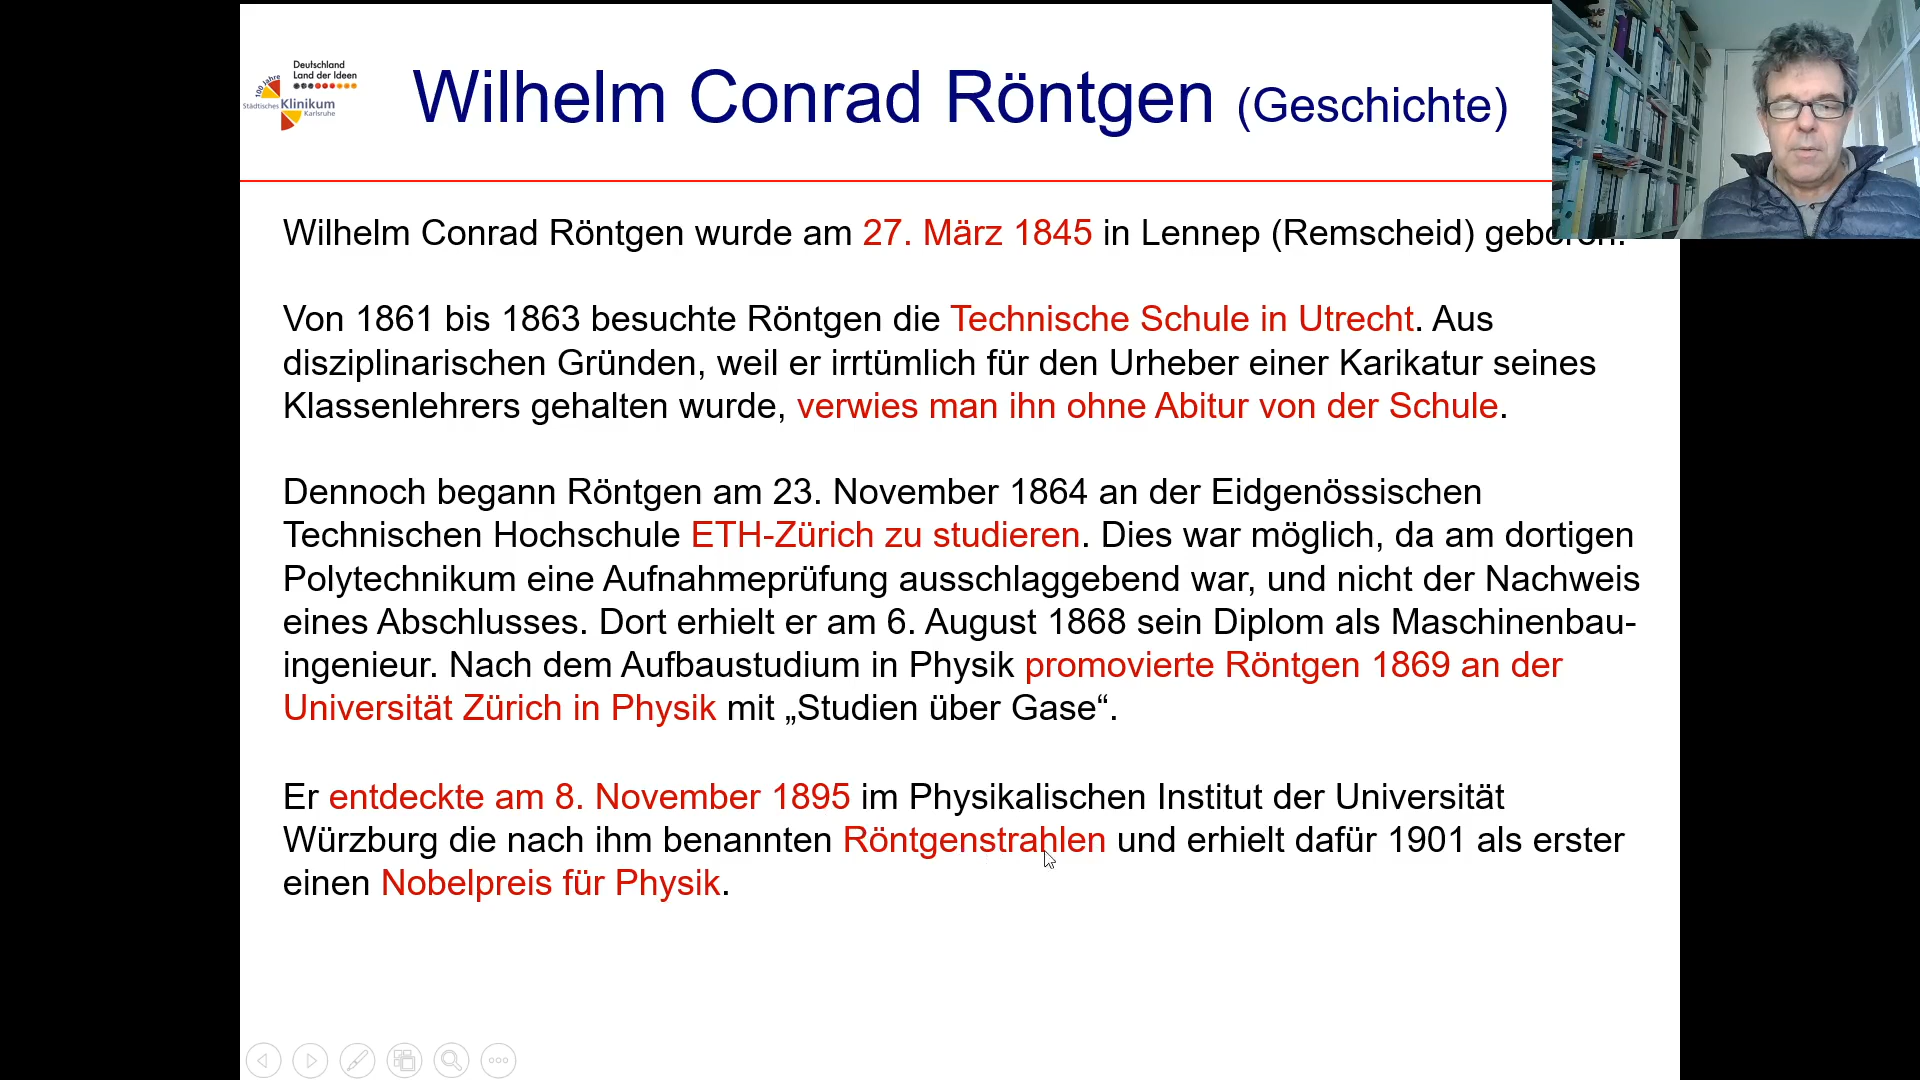 Deutschland
Land der Ideen
100 Jahre
Städtisches Klinikum
Karlsruhe
Wilhelm Conrad Röntgen (Geschichte)
Wilhelm Conrad Röntgen wurde am 27. März 1845 in Lennep (Remscheid) geboren.
Von 1861 bis 1863 besuchte Röntgen die Technische Schule in Utrecht. Aus
disziplinarischen Gründen, weil er irrtümlich für den Urheber einer Karikatur seines
Klassenlehrers gehalten wurde, verwies man ihn ohne Abitur von der Schule.
Dennoch begann Röntgen am 23. November 1864 an der Eidgenössischen
Technischen Hochschule ETH-Zürich zu studieren. Dies war möglich, da am dortigen
Polytechnikum eine Aufnahmeprüfung ausschlaggebend war, und nicht der Nachweis
eines Abschlusses. Dort erhielt er am 6. August 1868 sein Diplom als Maschinenbau-
ingenieur. Nach dem Aufbaustudium in Physik promovierte Röntgen 1869 an der
Universität Zürich in Physik mit „Studien über Gase“.
Er entdeckte am 8. November 1895 im Physikalischen Institut der Universität
Würzburg die nach ihm benannten Röntgenstrahlen und erhielt dafür 1901 als erster
einen Nobelpreis für Physik.